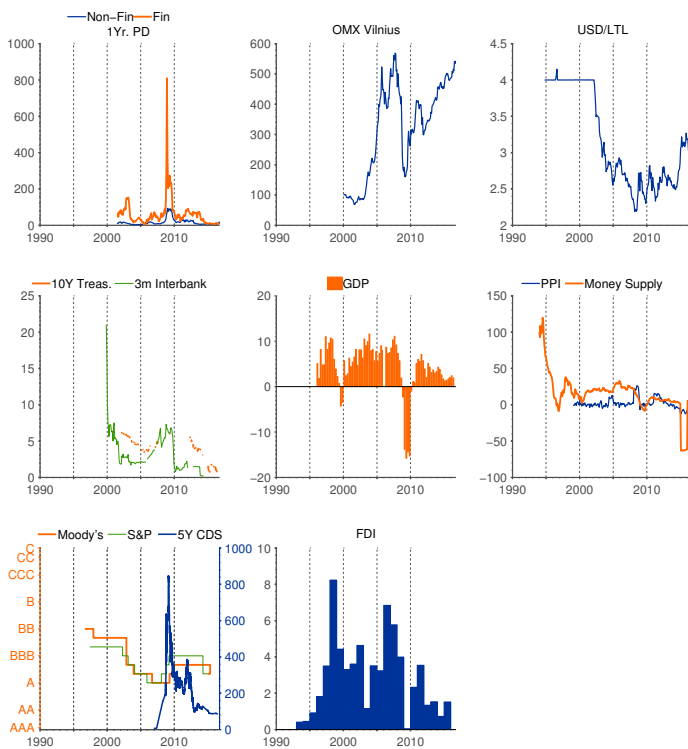 Non−Fin Fin
1Yr. PD
OMX Vilnius
USD/LTL
1000
800
600
400
200
0
1990 2000 2010
600
500
400
300
200
100
0
1990 2000 2010
4.5
4
3.5
3
2.5
2
1990 2000 2010
10Y Treas. 3m Interbank
GDP
PPI Money Supply
25
20
15
10
5
0
1990 2000 2010
20
10
0
−10
−20
1990 2000 2010
150
100
50
0
−50
−100
1990 2000 2010
Moody's S&P 5Y CDS
FDI
C
CC
CCC
B
BB
BBB
A
AA
AAA
1000
800
600
400
200
0
1990 2000 2010
10
8
6
4
2
0
1990 2000 2010